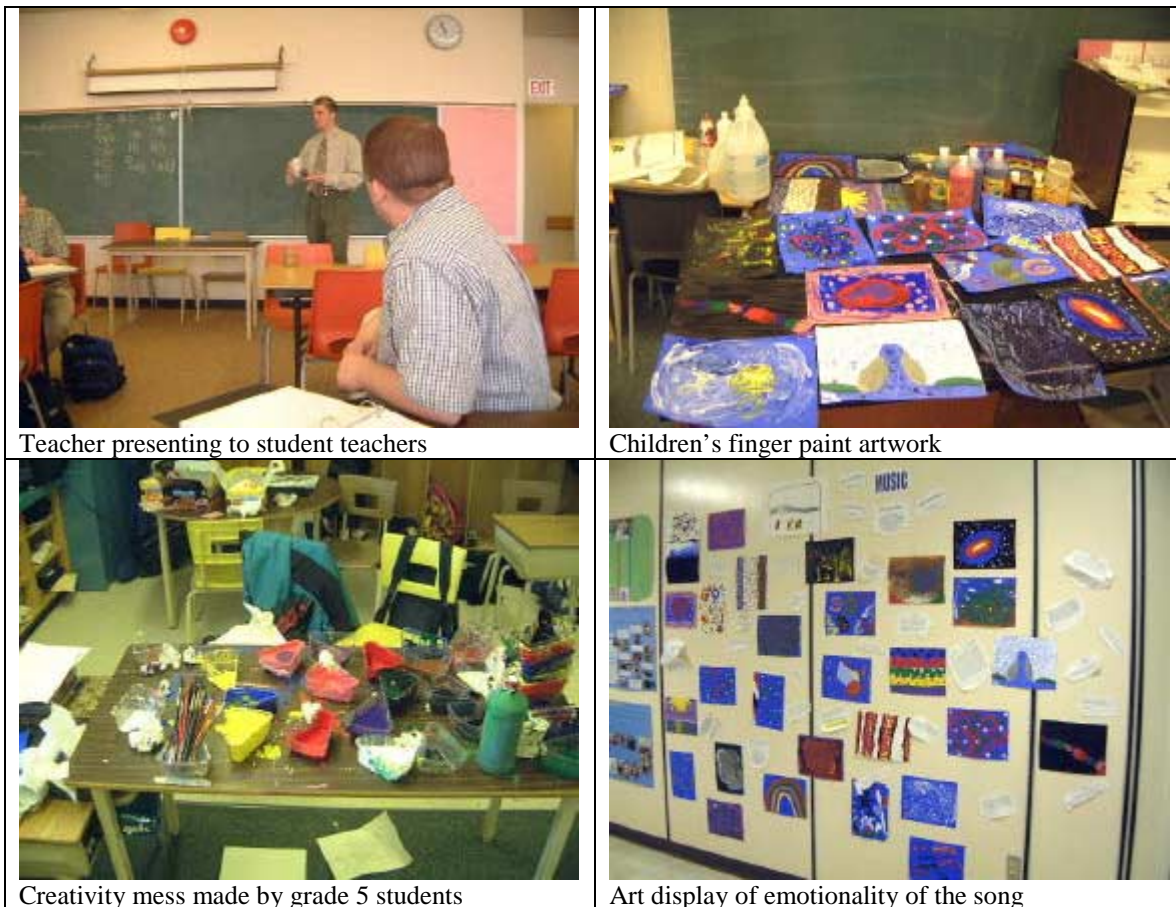 EXIT
Teacher presenting to student teachers
Children's finger paint artwork
MUSIC
Creativity mess made by grade 5 students
Art display of emotionality of the song